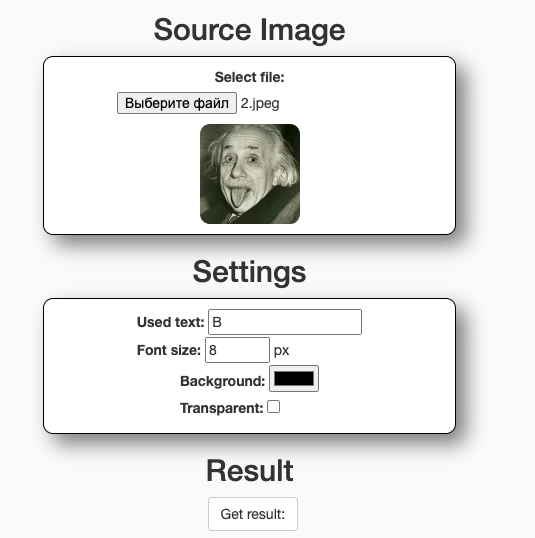 Source Image
Select file:
Выберите файл 2.jpeg
Settings
Used text: B
Font size: 8 px
Background:
Transparent:
Result
Get result: